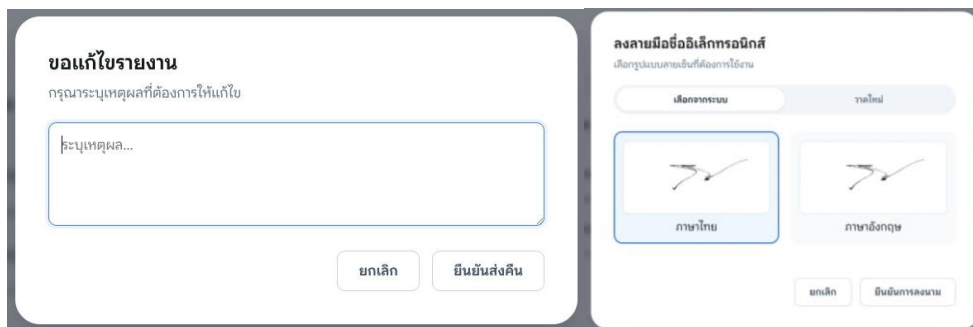 ขอแก้ไขรายงาน
กรุณาระบุเหตุผลที่ต้องการให้แก้ไข
ระบุเหตุผล...
ยกเลิก
ยืนยันส่งคืน
ลงลายมือชื่ออิเล็กทรอนิกส์
เลือกรูปแบบลายเซ็นที่ต้องการใช้งาน
เลือกจากระบบ
วาดใหม่
ภาษาไทย
ภาษาอังกฤษ
ยกเลิก
ยืนยันการลงนาม